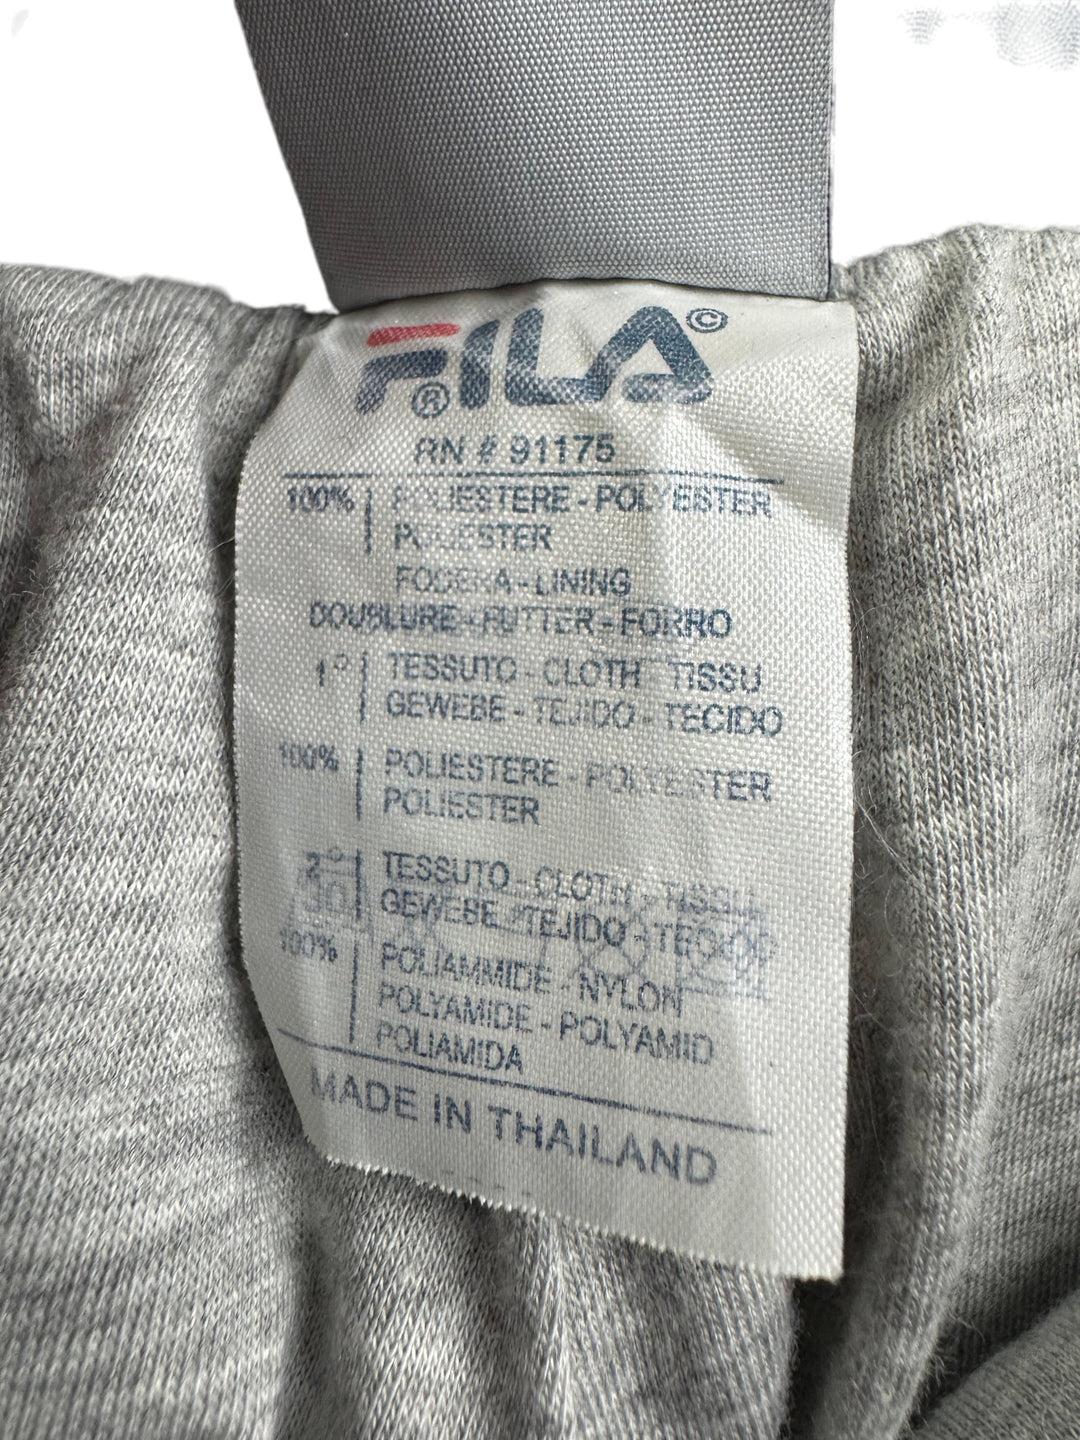 FILA ©
®
RN # 91175
100% POLIESTERE - POLYESTER
POLIESTER
FODERA - LINING
DOUBLURE - FUTTER - FORRO
1° TESSUTO - CLOTH - TISSU
GEWEBE - TEJIDO - TECIDO
100% POLIESTERE - POLYESTER
POLIESTER
2° TESSUTO - CLOTH - TISSU
GEWEBE - TEJIDO - TECIDO
100% POLIAMMIDE - NYLON
POLYAMIDE - POLYAMID
POLIAMIDA
MADE IN THAILAND